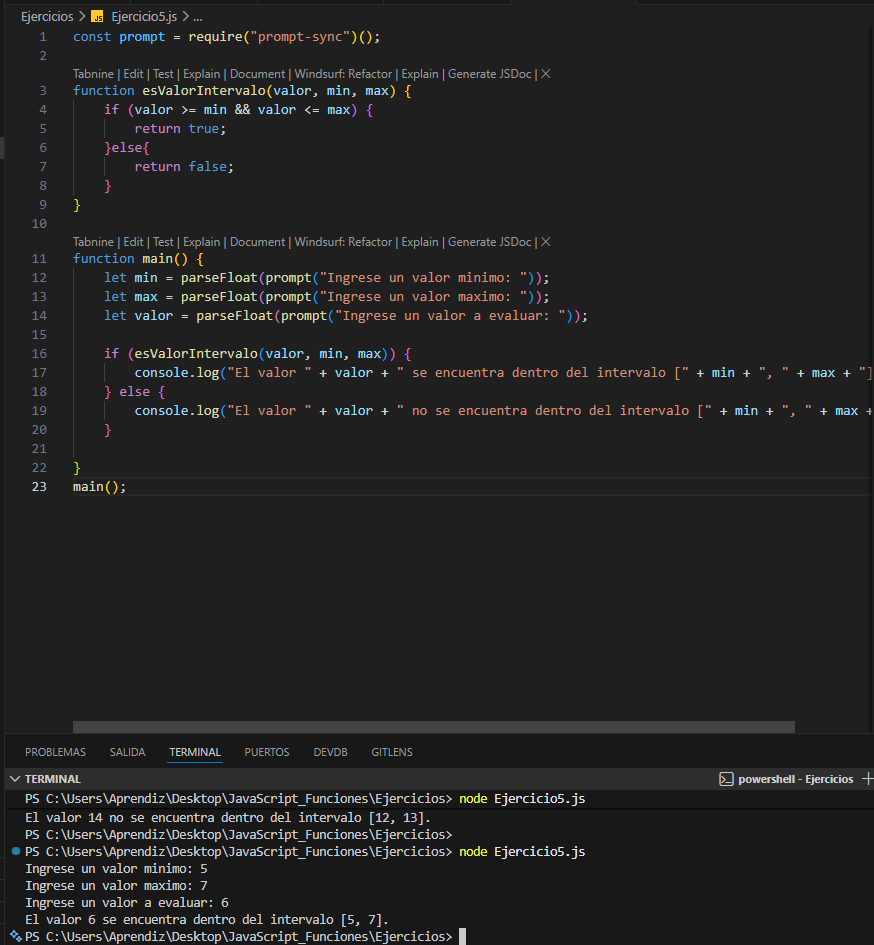 Ejercicios > JS Ejercicio5.js > ...
1 const prompt = require("prompt-sync")();
2
Tabnine | Edit | Test | Explain | Document | Windsurf: Refactor | Explain | Generate JSDoc | X
3 function esValorIntervalo(valor, min, max) {
4     if (valor >= min && valor <= max) {
5         return true;
6     }else{
7         return false;
8     }
9 }
10
Tabnine | Edit | Test | Explain | Document | Windsurf: Refactor | Explain | Generate JSDoc | X
11 function main() {
12     let min = parseFloat(prompt("Ingrese un valor minimo: "));
13     let max = parseFloat(prompt("Ingrese un valor maximo: "));
14     let valor = parseFloat(prompt("Ingrese un valor a evaluar: "));
15
16     if (esValorIntervalo(valor, min, max)) {
17         console.log("El valor " + valor + " se encuentra dentro del intervalo [" + min + ", " + max + "]
18     } else {
19         console.log("El valor " + valor + " no se encuentra dentro del intervalo [" + min + ", " + max +
20     }
21
22 }
23 main();
PROBLEMAS SALIDA TERMINAL PUERTOS DEVDB GITLENS
TERMINAL powershell - Ejercicios +
PS C:\Users\Aprendiz\Desktop\JavaScript_Funciones\Ejercicios> node Ejercicio5.js
El valor 14 no se encuentra dentro del intervalo [12, 13].
PS C:\Users\Aprendiz\Desktop\JavaScript_Funciones\Ejercicios>
PS C:\Users\Aprendiz\Desktop\JavaScript_Funciones\Ejercicios> node Ejercicio5.js
Ingrese un valor minimo: 5
Ingrese un valor maximo: 7
Ingrese un valor a evaluar: 6
El valor 6 se encuentra dentro del intervalo [5, 7].
PS C:\Users\Aprendiz\Desktop\JavaScript_Funciones\Ejercicios>